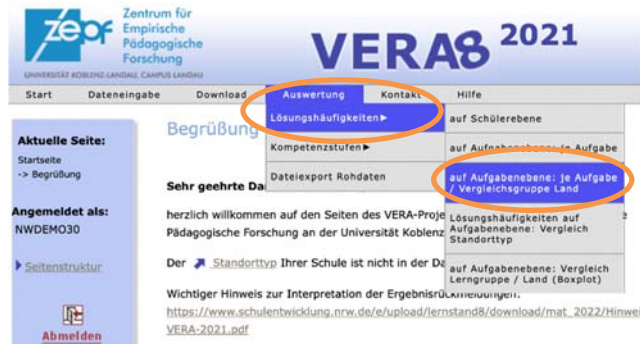 zepf
Zentrum für
Empirische
Pädagogische
Forschung
UNIVERSITÄT KOBLENZ-LANDAU, CAMPUS LANDAU
VERA8 2021
Start Dateneingabe Download Auswertung Kontakt Hilfe
Lösungshäufigkeiten
Kompetenzstufen
Dateiexport Rohdaten
auf Schülerebene
auf Aufgabenebene: je Aufgabe
auf Aufgabenebene: je Aufgabe
/ Vergleichsgruppe Land
Lösungshäufigkeiten auf
Aufgabenebene: Vergleich
Standorttyp
auf Aufgabenebene: Vergleich
Lerngruppe / Land (Boxplot)
Aktuelle Seite:
Startseite
-> Begrüßung
Angemeldet als:
NWDEMO30
Seitenstruktur
Abmelden
Begrüßung
Sehr geehrte Da
herzlich willkommen auf den Seiten des VERA-Proje
Pädagogische Forschung an der Universität Koblenz
Der Standorttyp Ihrer Schule ist nicht in der Da
Wichtiger Hinweis zur Interpretation der Ergebnisrückmeldungen:
https://www.schulentwicklung.nrw.de/e/upload/lernstand8/download/mat_2022/Hinwei
VERA-2021.pdf